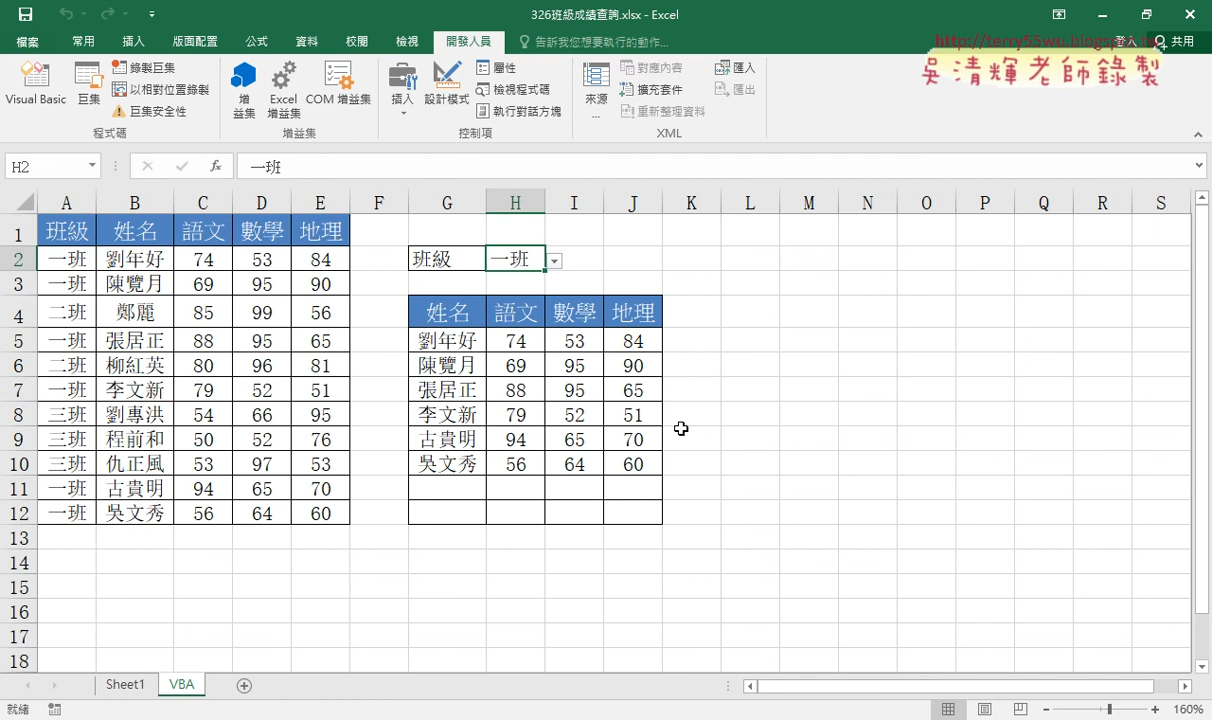 326班級成績查詢.xlsx - Excel
檔案 常用 插入 版面配置 公式 資料 校閱 檢視 開發人員 告訴我您想要執行的動作... 登入 共用
http://terry55wu.blogspot.tw
吳清輝老師錄製
Visual Basic 巨集 錄製巨集 以相對位置錄製 巨集安全性
增益集 Excel 增益集 COM 增益集
插入 設計模式 屬性 檢視程式碼 執行對話方塊
來源... 對應內容 擴充套件 重新整理資料 匯入 匯出
程式碼 增益集 控制項 XML
H2 fx 一班
A B C D E F G H I J K L M N O P Q R S
1 班級 姓名 語文 數學 地理
2 一班 劉年好 74 53 84 班級 一班
3 一班 陳覽月 69 95 90
4 二班 鄭麗 85 99 56 姓名 語文 數學 地理
5 一班 張居正 88 95 65 劉年好 74 53 84
6 二班 柳紅英 80 96 81 陳覽月 69 95 90
7 一班 李文新 79 52 51 張居正 88 95 65
8 三班 劉專洪 54 66 95 李文新 79 52 51
9 三班 程前和 50 52 76 古貴明 94 65 70
10 三班 仇正風 53 97 53 吳文秀 56 64 60
11 一班 古貴明 94 65 70
12 一班 吳文秀 56 64 60
13
14
15
16
17
18
Sheet1 VBA
就緒 160%